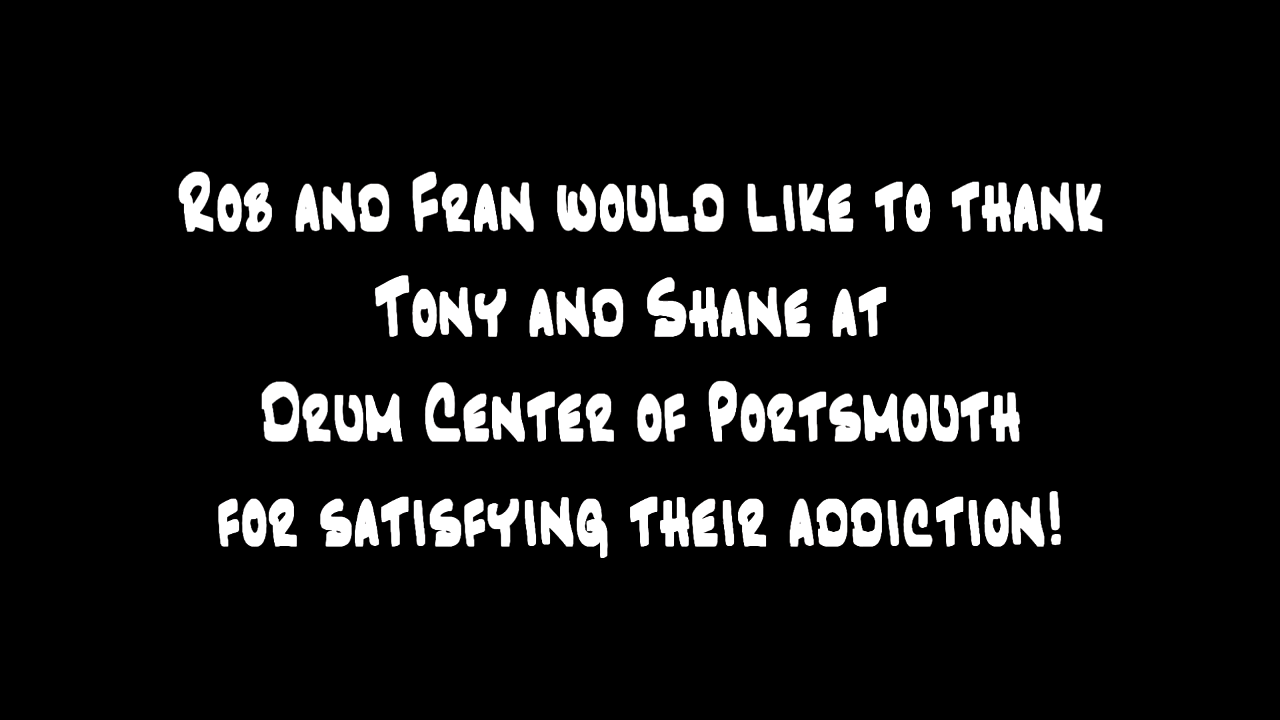 Rob and Fran would like to thank
Tony and Shane at
Drum Center of Portsmouth
for satisfying their addiction!